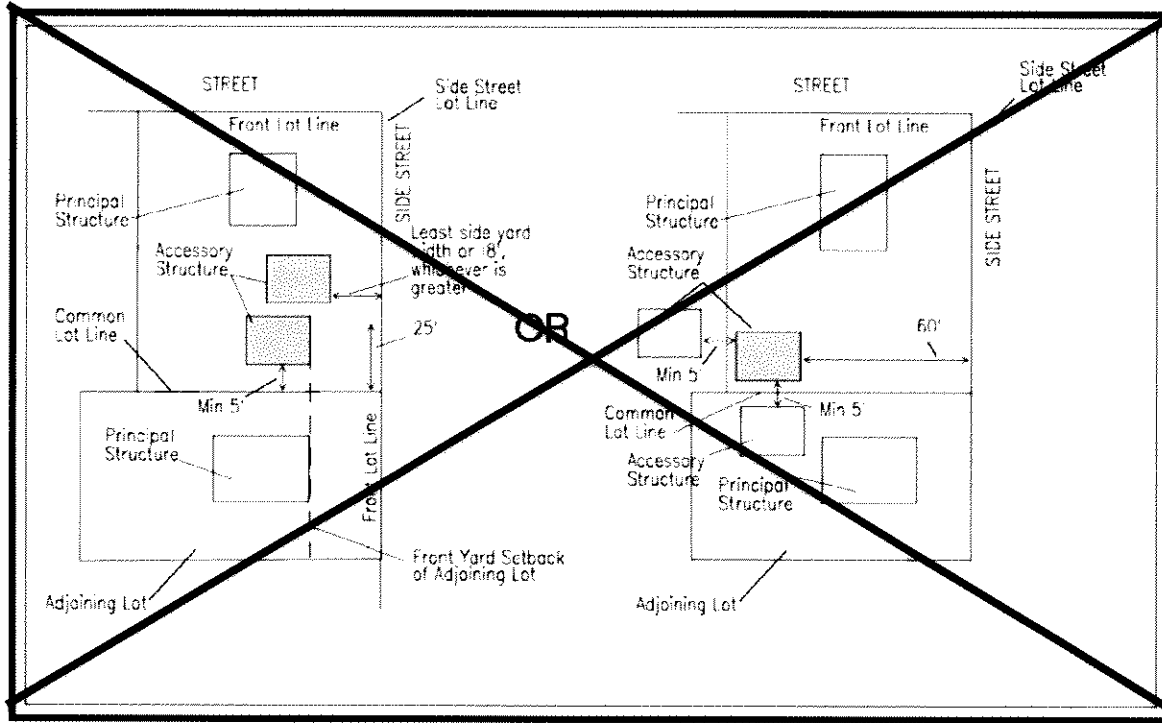 STREET
Side Street
Lot Line
Front Lot Line
SIDE STREET
Principal
Structure
Least side yard
width or 18',
whichever is
greater
Accessory
Structure
Common
Lot Line
25'
Min 5'
Principal
Structure
Front Lot Line
Front Yard Setback
of Adjoining Lot
Adjoining Lot
OR
STREET
Side Street
Lot Line
Front Lot Line
SIDE STREET
Principal
Structure
Accessory
Structure
60'
Min 5'
Min 5'
Common
Lot Line
Accessory
Structure
Principal
Structure
Adjoining Lot